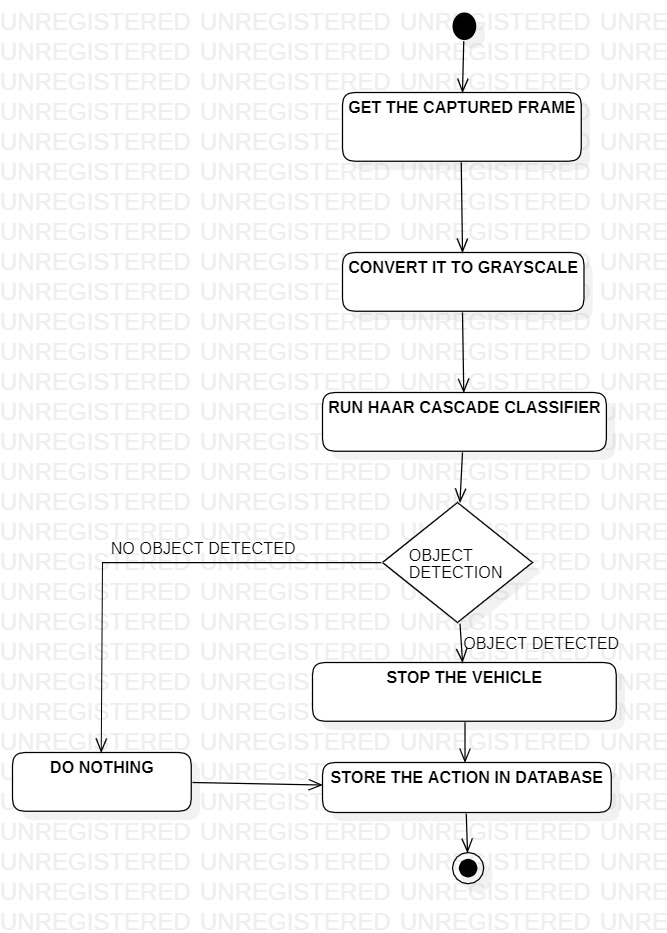 GET THE CAPTURED FRAME
CONVERT IT TO GRAYSCALE
RUN HAAR CASCADE CLASSIFIER
OBJECT
DETECTION
NO OBJECT DETECTED
OBJECT DETECTED
STOP THE VEHICLE
DO NOTHING
STORE THE ACTION IN DATABASE
UNREGISTERED